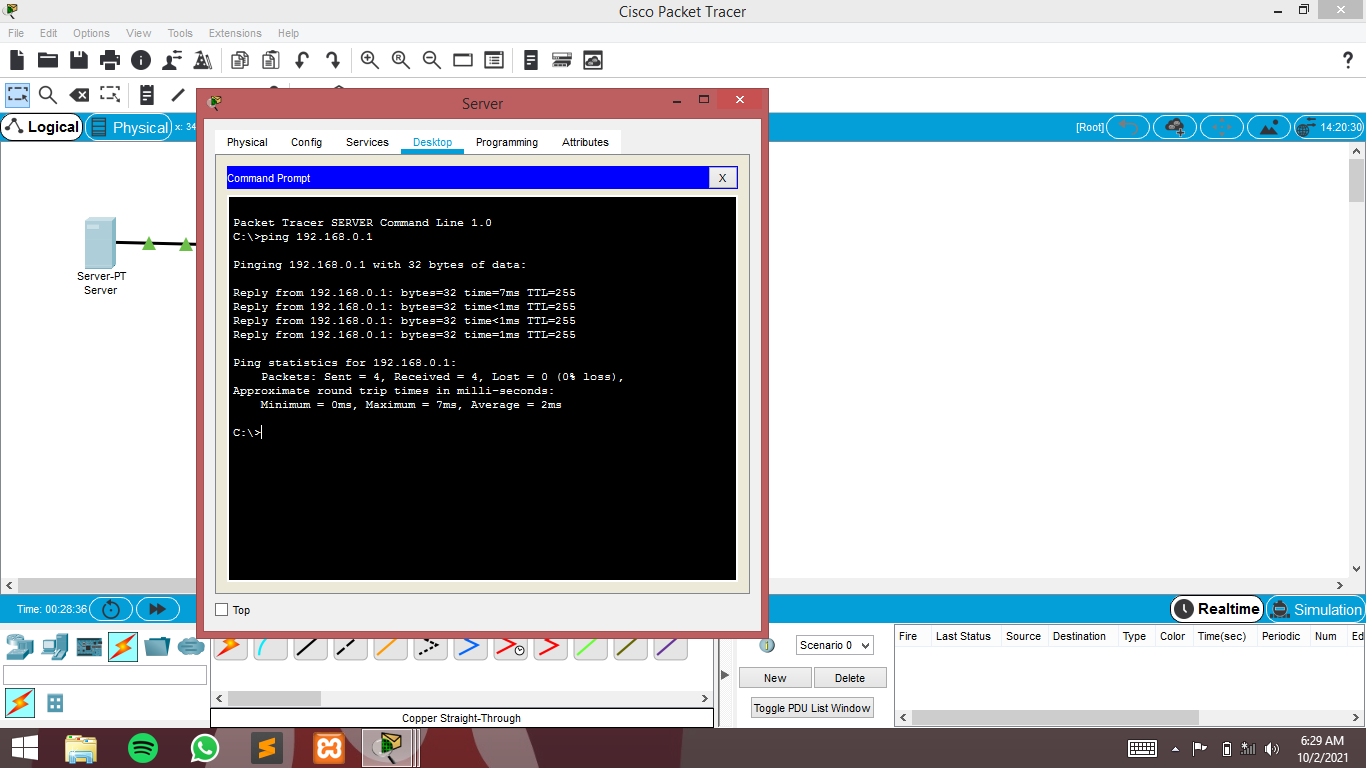 Cisco Packet Tracer
File Edit Options View Tools Extensions Help
R
?
Logical
Physical
x: 34
[Root]
14:20:30
Server-PT
Server
Server
Physical Config Services Desktop Programming Attributes
Command Prompt
X
Packet Tracer SERVER Command Line 1.0
C:\>ping 192.168.0.1
Pinging 192.168.0.1 with 32 bytes of data:
Reply from 192.168.0.1: bytes=32 time=7ms TTL=255
Reply from 192.168.0.1: bytes=32 time<1ms TTL=255
Reply from 192.168.0.1: bytes=32 time<1ms TTL=255
Reply from 192.168.0.1: bytes=32 time=1ms TTL=255
Ping statistics for 192.168.0.1:
Packets: Sent = 4, Received = 4, Lost = 0 (0% loss),
Approximate round trip times in milli-seconds:
Minimum = 0ms, Maximum = 7ms, Average = 2ms
C:\>
Top
Time: 00:28:36
Realtime
Simulation
Scenario 0
New
Delete
Toggle PDU List Window
Fire Last Status Source Destination Type Color Time(sec) Periodic Num Ed
Copper Straight-Through
6:29 AM
10/2/2021